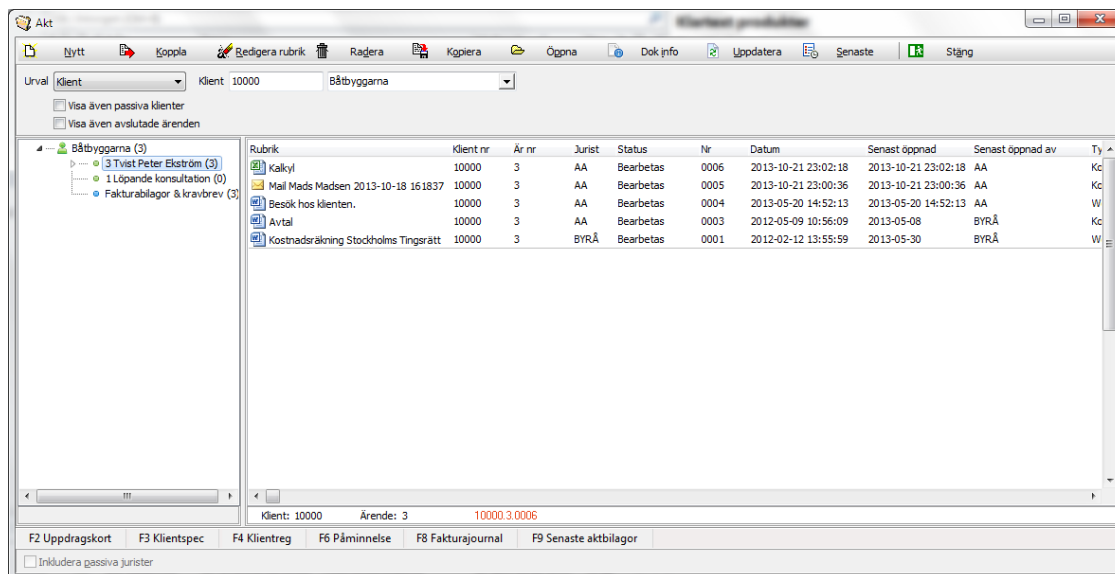 Akt
Klartext produkter
Nytt Koppla Redigera rubrik Radera Kopiera Öppna Dok info Uppdatera Senaste Stäng
Urval Klient Klient 10000 Båtbyggarna
Visa även passiva klienter
Visa även avslutade ärenden
Båtbyggarna (3)
3 Tvist Peter Ekström (3)
1 Löpande konsultation (0)
Fakturabilagor & kravbrev (3)
Rubrik Klient nr Är nr Jurist Status Nr Datum Senast öppnad Senast öppnad av Ty
Kalkyl 10000 3 AA Bearbetas 0006 2013-10-21 23:02:18 2013-10-21 23:02:18 AA Kc
Mail Mads Madsen 2013-10-18 161837 10000 3 AA Bearbetas 0005 2013-10-21 23:00:36 2013-10-21 23:00:36 AA Kc
Besök hos klienten. 10000 3 AA Bearbetas 0004 2013-05-20 14:52:13 2013-05-20 14:52:13 AA W
Avtal 10000 3 AA Bearbetas 0003 2012-05-09 10:56:09 2013-05-08 BYRÅ Kc
Kostnadsräkning Stockholms Tingsrätt 10000 3 BYRÅ Bearbetas 0001 2012-02-12 13:55:59 2013-05-30 BYRÅ W
Klient: 10000 Ärende: 3 10000.3.0006
F2 Uppdragskort F3 Klientspec F4 Klientreg F6 Påminnelse F8 Fakturajournal F9 Senaste aktbilagor
Inkludera passiva jurister